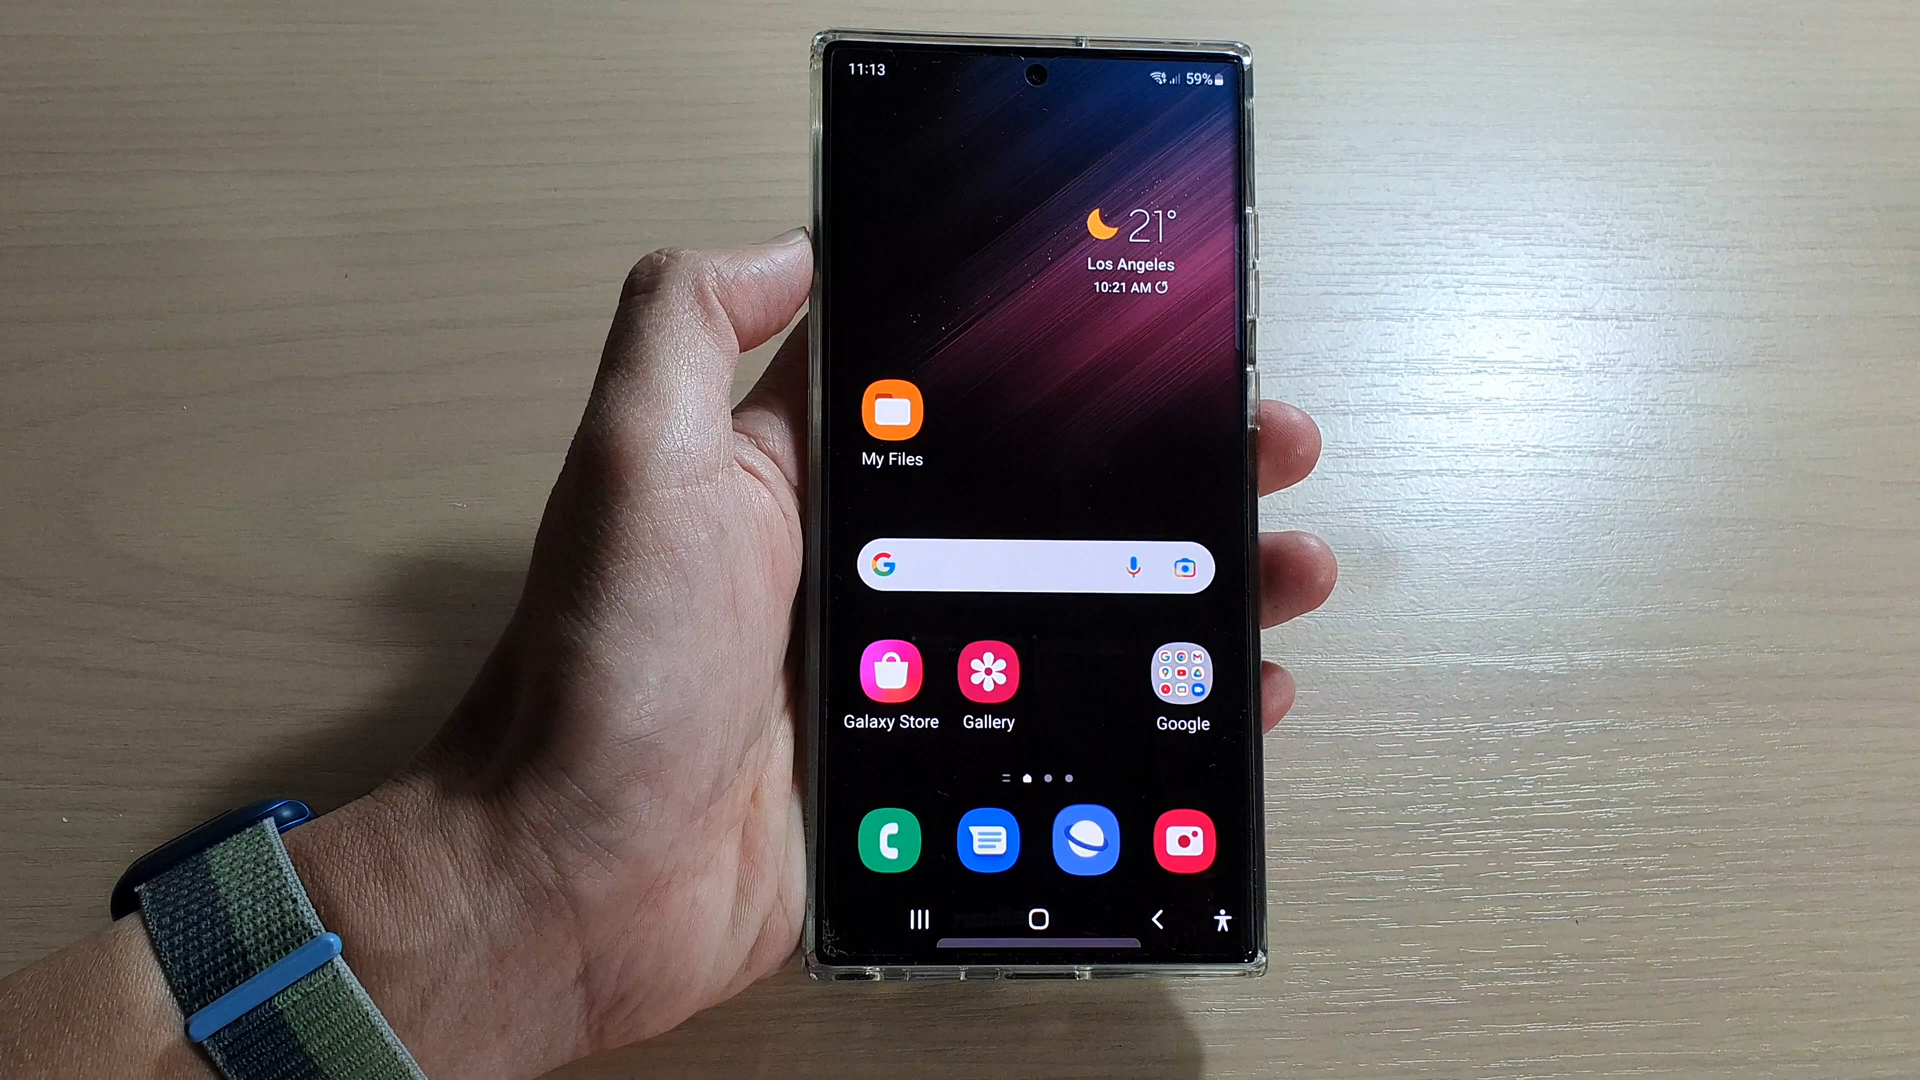 11:13
59%
21°
Los Angeles
10:21 AM
My Files
Galaxy Store
Gallery
Google